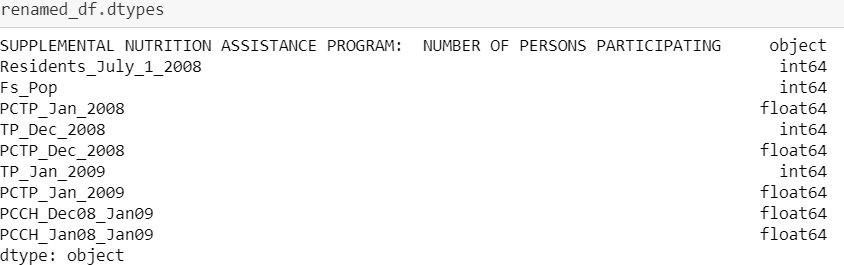 renamed_df.dtypes
SUPPLEMENTAL NUTRITION ASSISTANCE PROGRAM:  NUMBER OF PERSONS PARTICIPATING     object
Residents_July_1_2008     int64
Fs_Pop     int64
PCTP_Jan_2008     float64
TP_Dec_2008     int64
PCTP_Dec_2008     float64
TP_Jan_2009     int64
PCTP_Jan_2009     float64
PCCH_Dec08_Jan09     float64
PCCH_Jan08_Jan09     float64
dtype: object